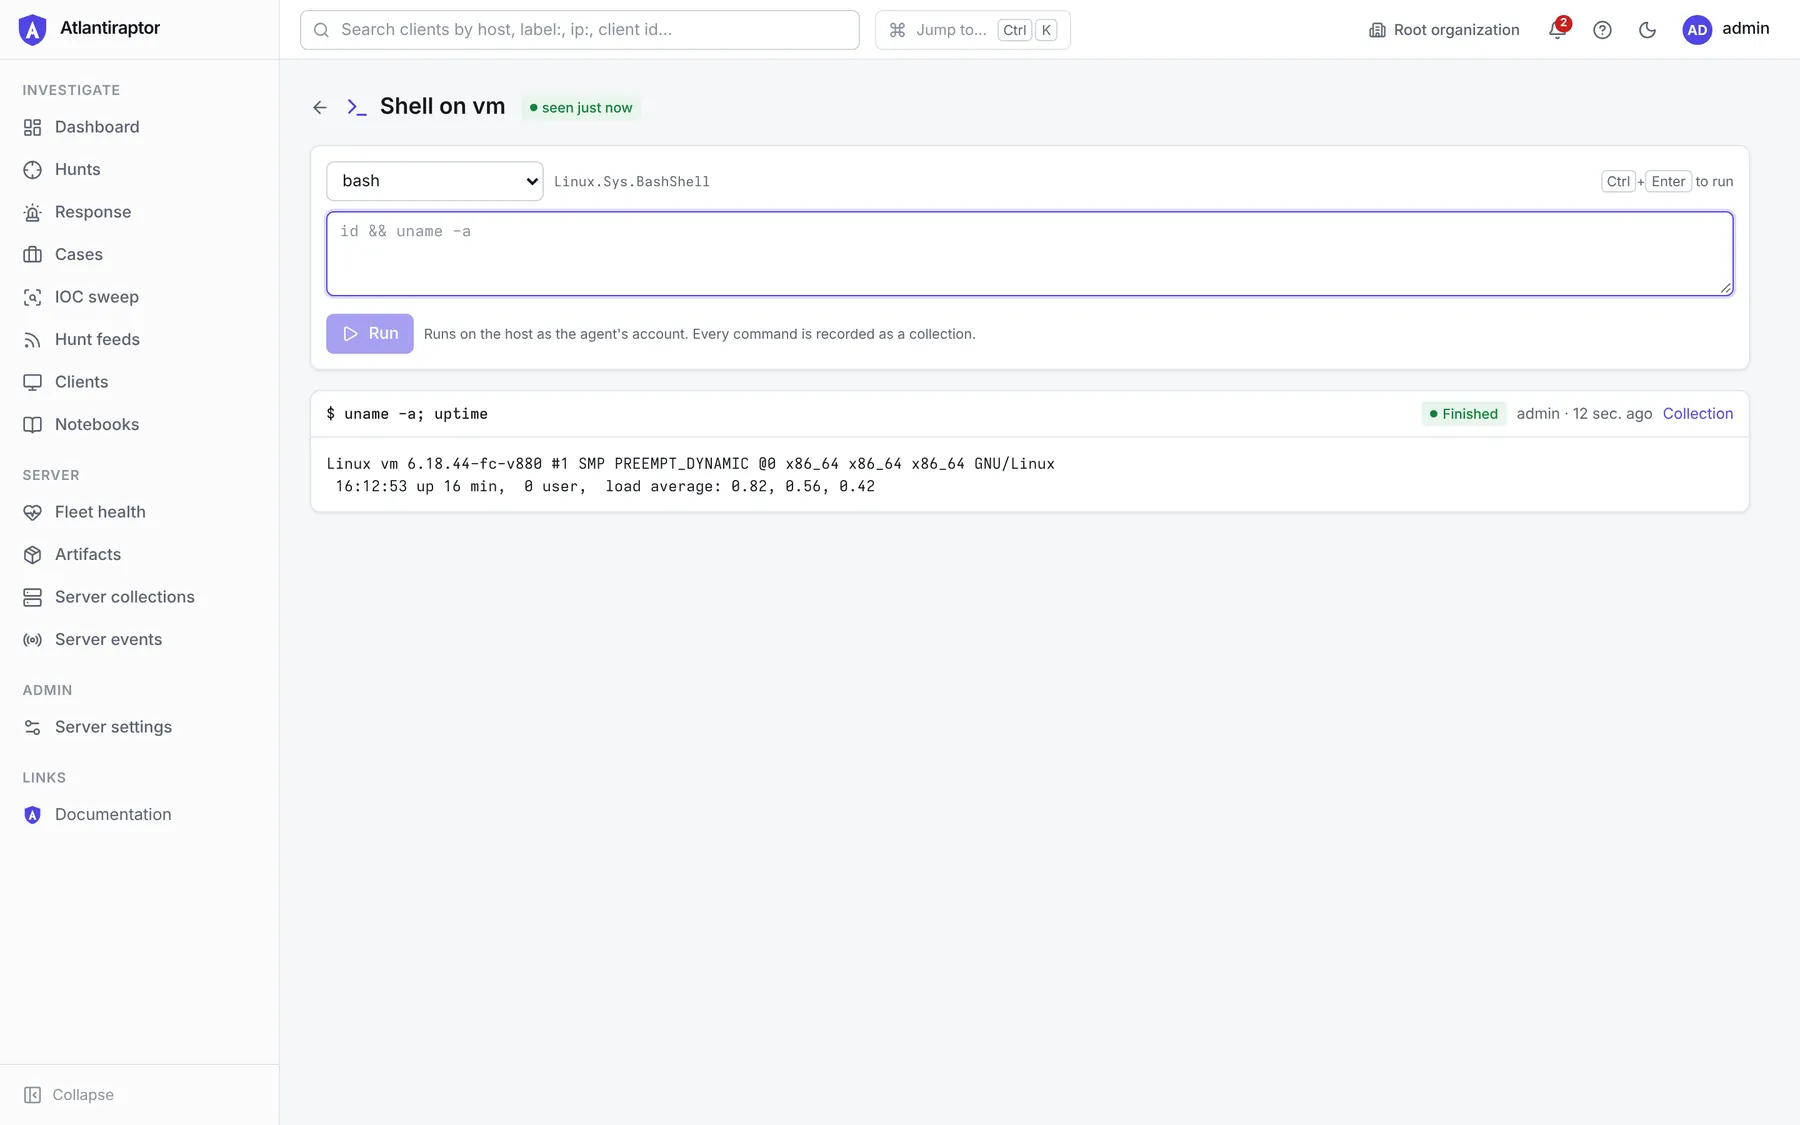 Atlantiraptor
Search clients by host, label:, ip:, client id...
Jump to... Ctrl K
Root organization
2
AD
admin
INVESTIGATE
Dashboard
Hunts
Response
Cases
IOC sweep
Hunt feeds
Clients
Notebooks
SERVER
Fleet health
Artifacts
Server collections
Server events
ADMIN
Server settings
LINKS
Documentation
Collapse
Shell on vm
seen just now
bash
Linux.Sys.BashShell
Ctrl+Enter to run
id && uname -a
Run
Runs on the host as the agent's account. Every command is recorded as a collection.
$ uname -a; uptime
Finished
admin · 12 sec. ago
Collection
Linux vm 6.18.44-fc-v880 #1 SMP PREEMPT_DYNAMIC @0 x86_64 x86_64 x86_64 GNU/Linux
16:12:53 up 16 min,  0 user,  load average: 0.82, 0.56, 0.42